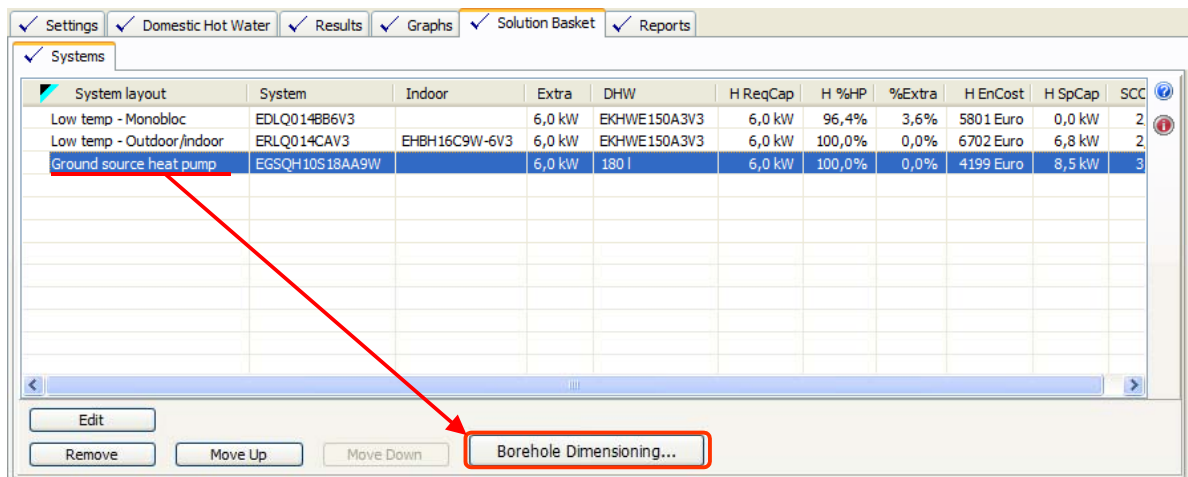 Settings Domestic Hot Water Results Graphs Solution Basket Reports
Systems
System layout System Indoor Extra DHW H ReqCap H %HP %Extra H EnCost H SpCap SCC
Low temp - Monobloc EDLQ014BB6V3 6,0 kW EKHWE150A3V3 6,0 kW 96,4% 3,6% 5801 Euro 0,0 kW 2,
Low temp - Outdoor/indoor ERLQ014CAV3 EHBH16C9W-6V3 6,0 kW EKHWE150A3V3 6,0 kW 100,0% 0,0% 6702 Euro 6,8 kW 2,
Ground source heat pump EGSQH10S18AA9W 6,0 kW 180 l 6,0 kW 100,0% 0,0% 4199 Euro 8,5 kW 3
Edit
Remove Move Up Move Down Borehole Dimensioning...